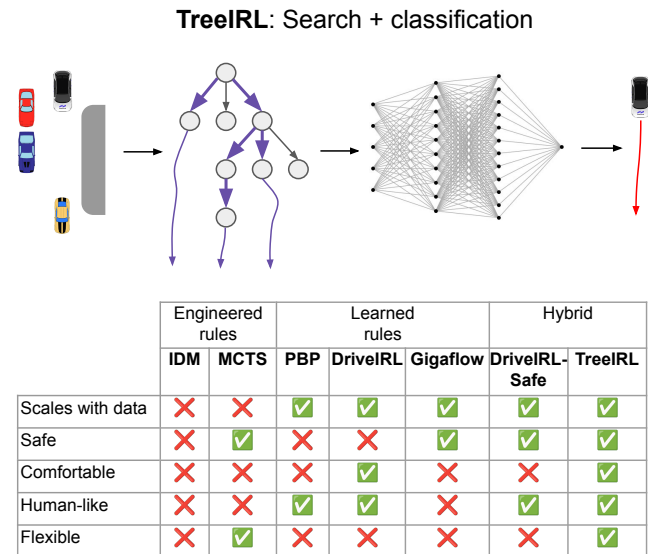 TreeIRL: Search + classification
Engineered rules Learned rules Hybrid
IDM MCTS PBP DriveIRL Gigaflow DriveIRL-Safe TreeIRL
Scales with data ❌ ❌ ✅ ✅ ✅ ✅ ✅
Safe ❌ ✅ ❌ ❌ ✅ ✅ ✅
Comfortable ❌ ❌ ❌ ✅ ❌ ❌ ✅
Human-like ❌ ❌ ✅ ✅ ❌ ✅ ✅
Flexible ❌ ✅ ❌ ❌ ❌ ❌ ✅